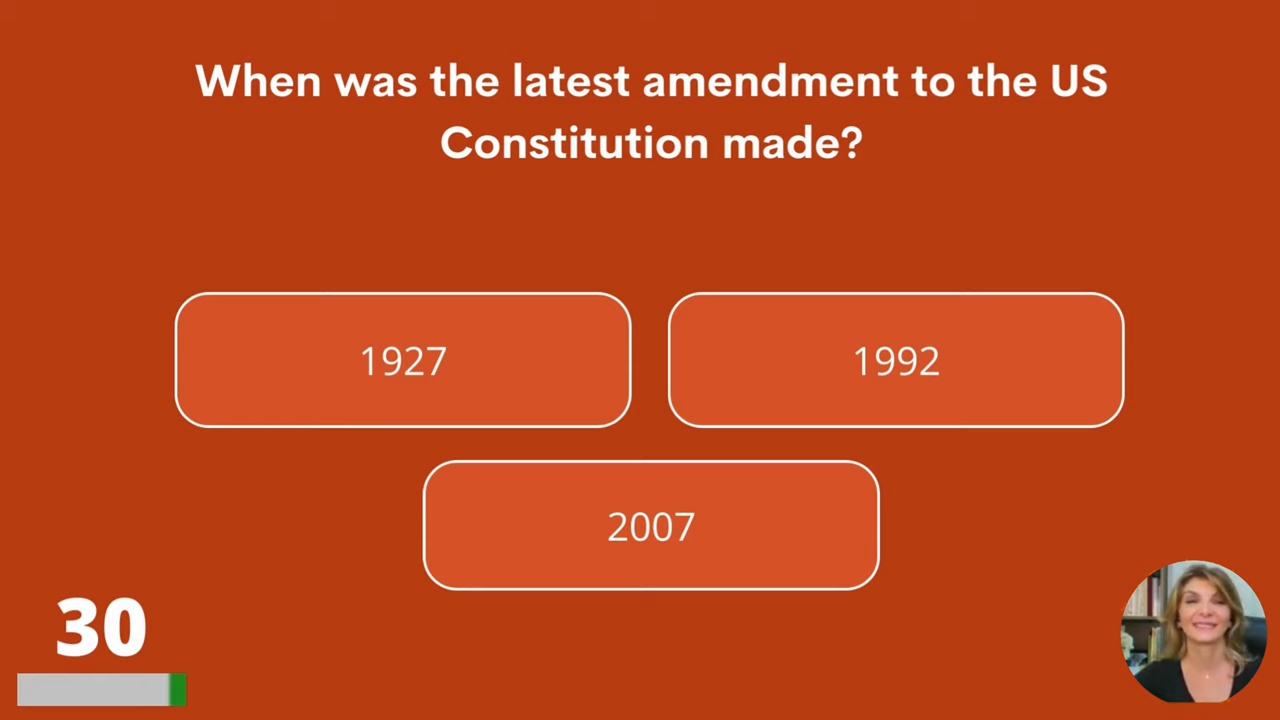 When was the latest amendment to the US
Constitution made?
1927
1992
2007
30